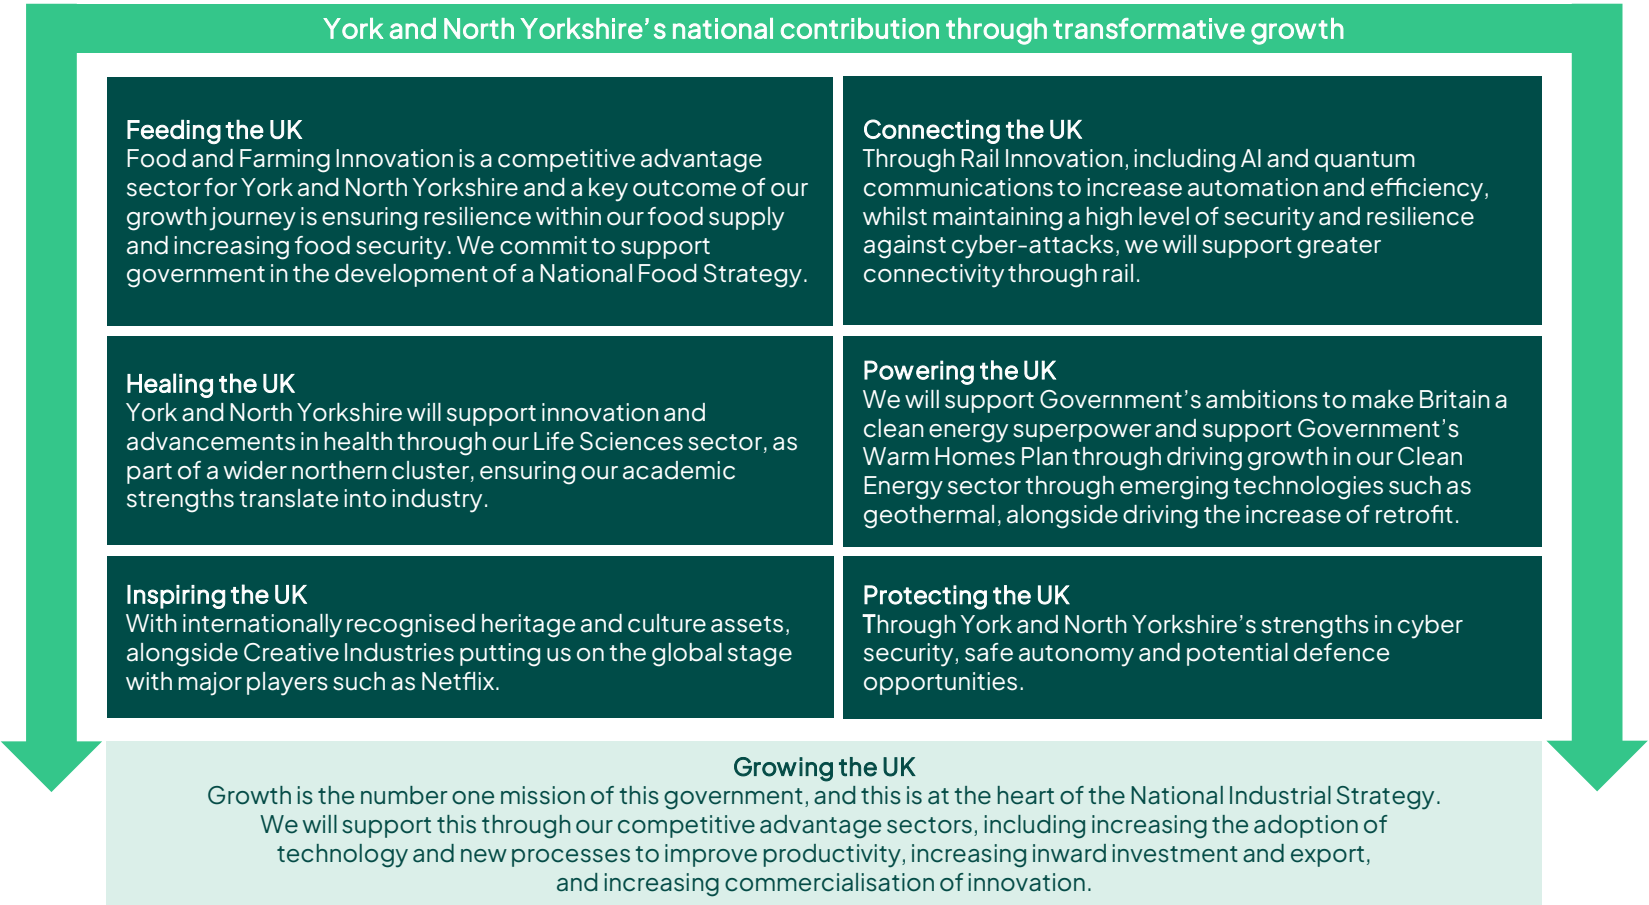 York and North Yorkshire’s national contribution through transformative growth
Feeding the UK
Food and Farming Innovation is a competitive advantage
sector for York and North Yorkshire and a key outcome of our
growth journey is ensuring resilience within our food supply
and increasing food security. We commit to support
government in the development of a National Food Strategy.
Connecting the UK
Through Rail Innovation, including AI and quantum
communications to increase automation and efficiency,
whilst maintaining a high level of security and resilience
against cyber-attacks, we will support greater
connectivity through rail.
Healing the UK
York and North Yorkshire will support innovation and
advancements in health through our Life Sciences sector, as
part of a wider northern cluster, ensuring our academic
strengths translate into industry.
Powering the UK
We will support Government’s ambitions to make Britain a
clean energy superpower and support Government’s
Warm Homes Plan through driving growth in our Clean
Energy sector through emerging technologies such as
geothermal, alongside driving the increase of retrofit.
Inspiring the UK
With internationally recognised heritage and culture assets,
alongside Creative Industries putting us on the global stage
with major players such as Netflix.
Protecting the UK
Through York and North Yorkshire’s strengths in cyber
security, safe autonomy and potential defence
opportunities.
Growing the UK
Growth is the number one mission of this government, and this is at the heart of the National Industrial Strategy.
We will support this through our competitive advantage sectors, including increasing the adoption of
technology and new processes to improve productivity, increasing inward investment and export,
and increasing commercialisation of innovation.